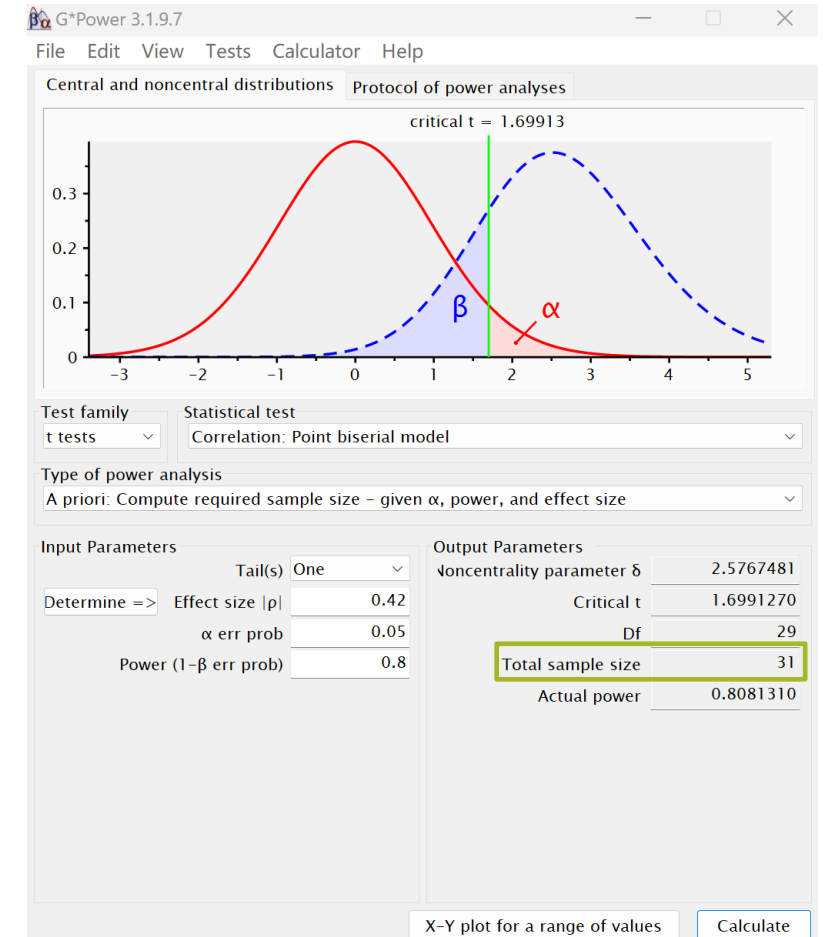 βα G*Power 3.1.9.7
File Edit View Tests Calculator Help
Central and noncentral distributions Protocol of power analyses
critical t = 1.69913
0.3
0.2
0.1
0
β
α
-3 -2 -1 0 1 2 3 4 5
Test family Statistical test
t tests Correlation: Point biserial model
Type of power analysis
A priori: Compute required sample size - given α, power, and effect size
Input Parameters Output Parameters
Tail(s) One Noncentrality parameter δ 2.5767481
Determine => Effect size |ρ| 0.42 Critical t 1.6991270
α err prob 0.05 Df 29
Power (1-β err prob) 0.8 Total sample size 31
Actual power 0.8081310
X-Y plot for a range of values Calculate